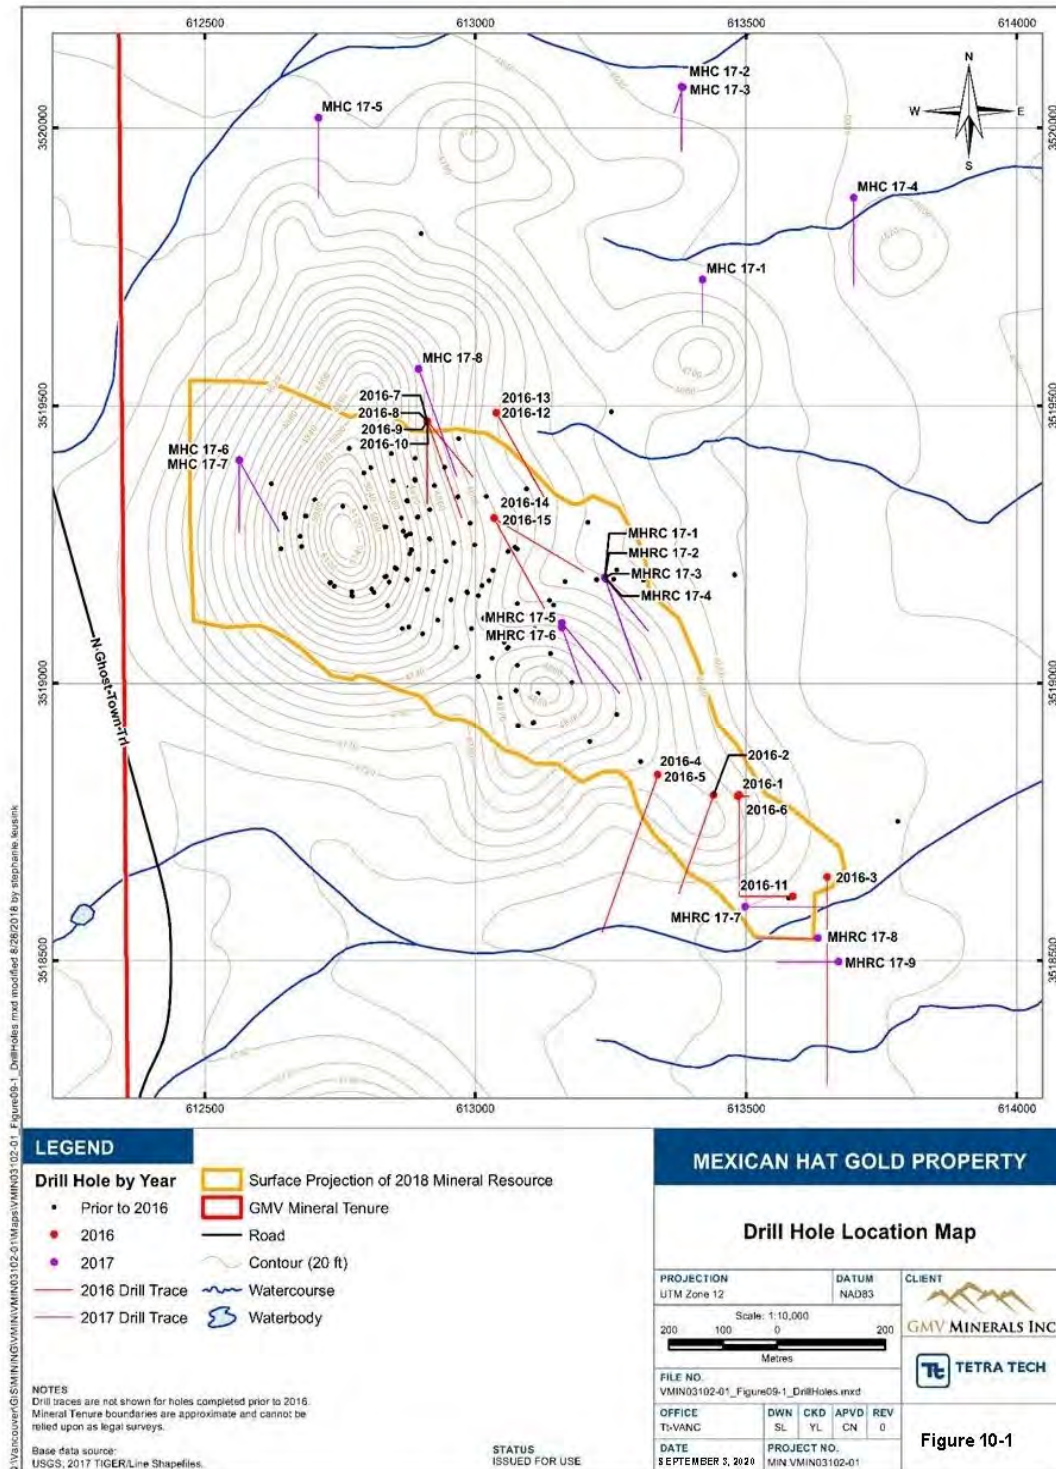 612500
613000
613500
614000
3520000
3520000
3519500
3519500
3519000
3519000
3518500
3518500
N
W
E
S
MHC 17-2
MHC 17-3
MHC 17-5
MHC 17-4
MHC 17-1
MHC 17-8
2016-7
2016-8
2016-9
2016-10
2016-13
2016-12
MHC 17-6
MHC 17-7
2016-14
2016-15
MHRC 17-1
MHRC 17-2
MHRC 17-3
MHRC 17-4
MHRC 17-5
MHRC 17-6
N-Ghost-Town-Trl
2016-4
2016-5
2016-2
2016-1
2016-6
2016-11
2016-3
MHRC 17-7
MHRC 17-8
MHRC 17-9
612500
613000
613500
614000
LEGEND
Drill Hole by Year
Prior to 2016
2016
2017
2016 Drill Trace
2017 Drill Trace
Surface Projection of 2018 Mineral Resource
GMV Mineral Tenure
Road
Contour (20 ft)
Watercourse
Waterbody
NOTES
Drill traces are not shown for holes completed prior to 2016.
Mineral Tenure boundaries are approximate and cannot be
relied upon as legal surveys.
Base data source:
USGS, 2017 TIGER/Line Shapefiles.
STATUS
ISSUED FOR USE
MEXICAN HAT GOLD PROPERTY
Drill Hole Location Map
PROJECTION
UTM Zone 12
DATUM
NAD83
CLIENT
GMV MINERALS INC
Scale: 1:10,000
200 100 0 200
Metres
TETRA TECH
FILE NO.
VMIN03102-01_Figure09-1_DrillHoles.mxd
OFFICE
Tt-VANC
DWN
SL
CKD
YL
APVD
CN
REV
0
DATE
SEPTEMBER 3, 2020
PROJECT NO.
MIN.VMIN03102-01
Figure 10-1